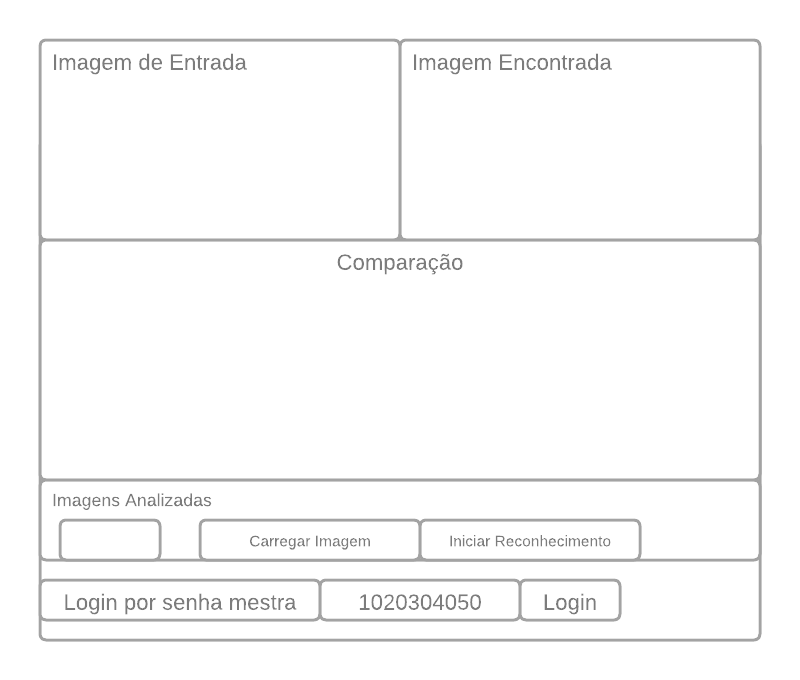 Imagem de Entrada
Imagem Encontrada
Comparação
Imagens Analizadas
Carregar Imagem
Iniciar Reconhecimento
Login por senha mestra
1020304050
Login